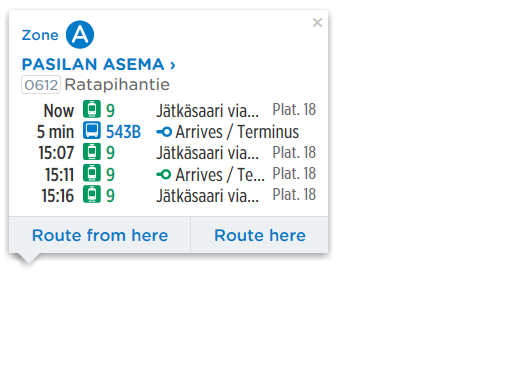 Zone A
×
PASILAN ASEMA ›
0612 Ratapihantie
Now 9 Jätkäsaari via... Plat. 18
5 min 543B Arrives / Terminus
15:07 9 Jätkäsaari via... Plat. 18
15:11 9 Arrives / Te... Plat. 18
15:16 9 Jätkäsaari via... Plat. 18
Route from here Route here